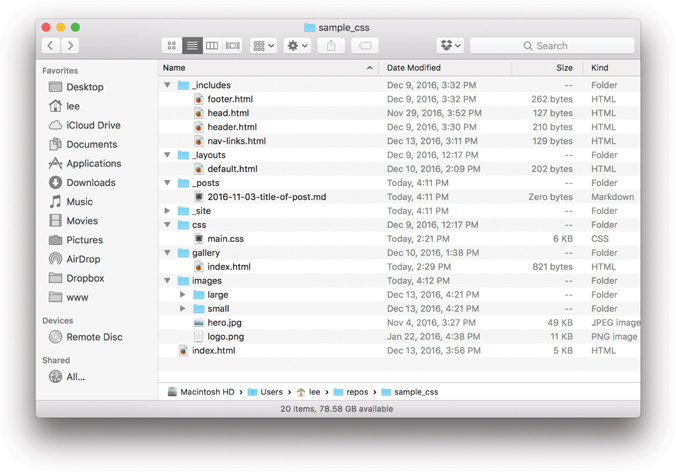 sample_css
Search
Favorites
Desktop
lee
iCloud Drive
Documents
Applications
Downloads
Music
Movies
Pictures
AirDrop
Dropbox
www
Devices
Remote Disc
Shared
All...
Name Date Modified Size Kind
_includes Dec 9, 2016, 3:32 PM -- Folder
footer.html Dec 9, 2016, 3:32 PM 262 bytes HTML
head.html Nov 29, 2016, 3:52 PM 127 bytes HTML
header.html Dec 9, 2016, 3:30 PM 210 bytes HTML
nav-links.html Dec 13, 2016, 3:11 PM 129 bytes HTML
_layouts Dec 9, 2016, 12:17 PM -- Folder
default.html Dec 10, 2016, 2:09 PM 202 bytes HTML
_posts Today, 4:11 PM -- Folder
2016-11-03-title-of-post.md Today, 4:11 PM Zero bytes Markdown
_site Today, 4:11 PM -- Folder
css Dec 9, 2016, 12:17 PM -- Folder
main.css Today, 2:21 PM 6 KB CSS
gallery Dec 10, 2016, 1:38 PM -- Folder
index.html Today, 2:29 PM 821 bytes HTML
images Today, 4:12 PM -- Folder
large Dec 13, 2016, 4:21 PM -- Folder
small Dec 13, 2016, 4:21 PM -- Folder
hero.jpg Nov 4, 2016, 3:27 PM 49 KB JPEG image
logo.png Jan 22, 2016, 4:38 PM 11 KB PNG image
index.html Dec 13, 2016, 3:56 PM 5 KB HTML
Macintosh HD › Users › lee › repos › sample_css
20 items, 78.58 GB available